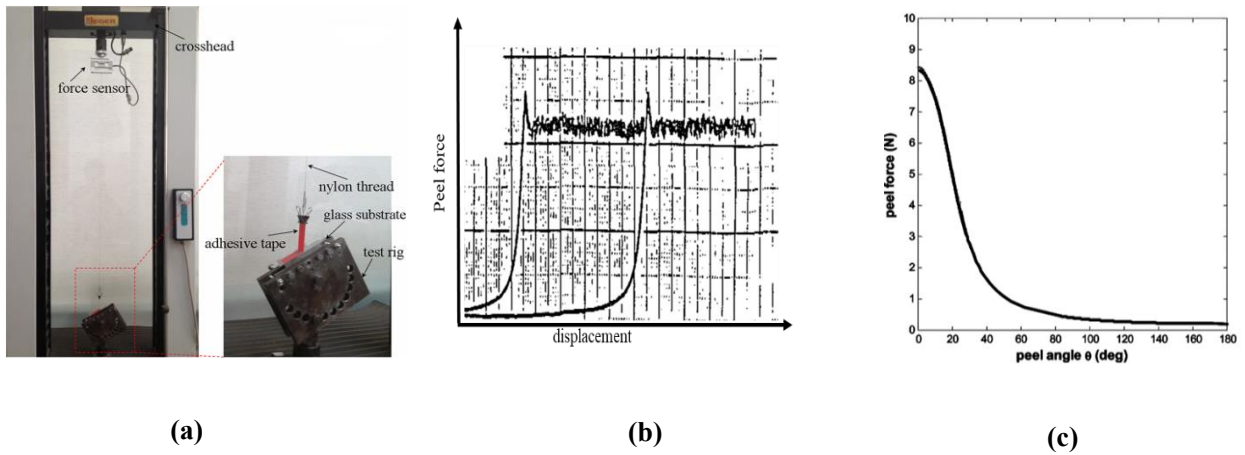 crosshead
force sensor
nylon thread
glass substrate
adhesive tape
test rig
(a)
Peel force
displacement
(b)
10
9
8
7
6
5
4
3
2
1
0
peel force (N)
0 20 40 60 80 100 120 140 160 180
peel angle θ (deg)
(c)